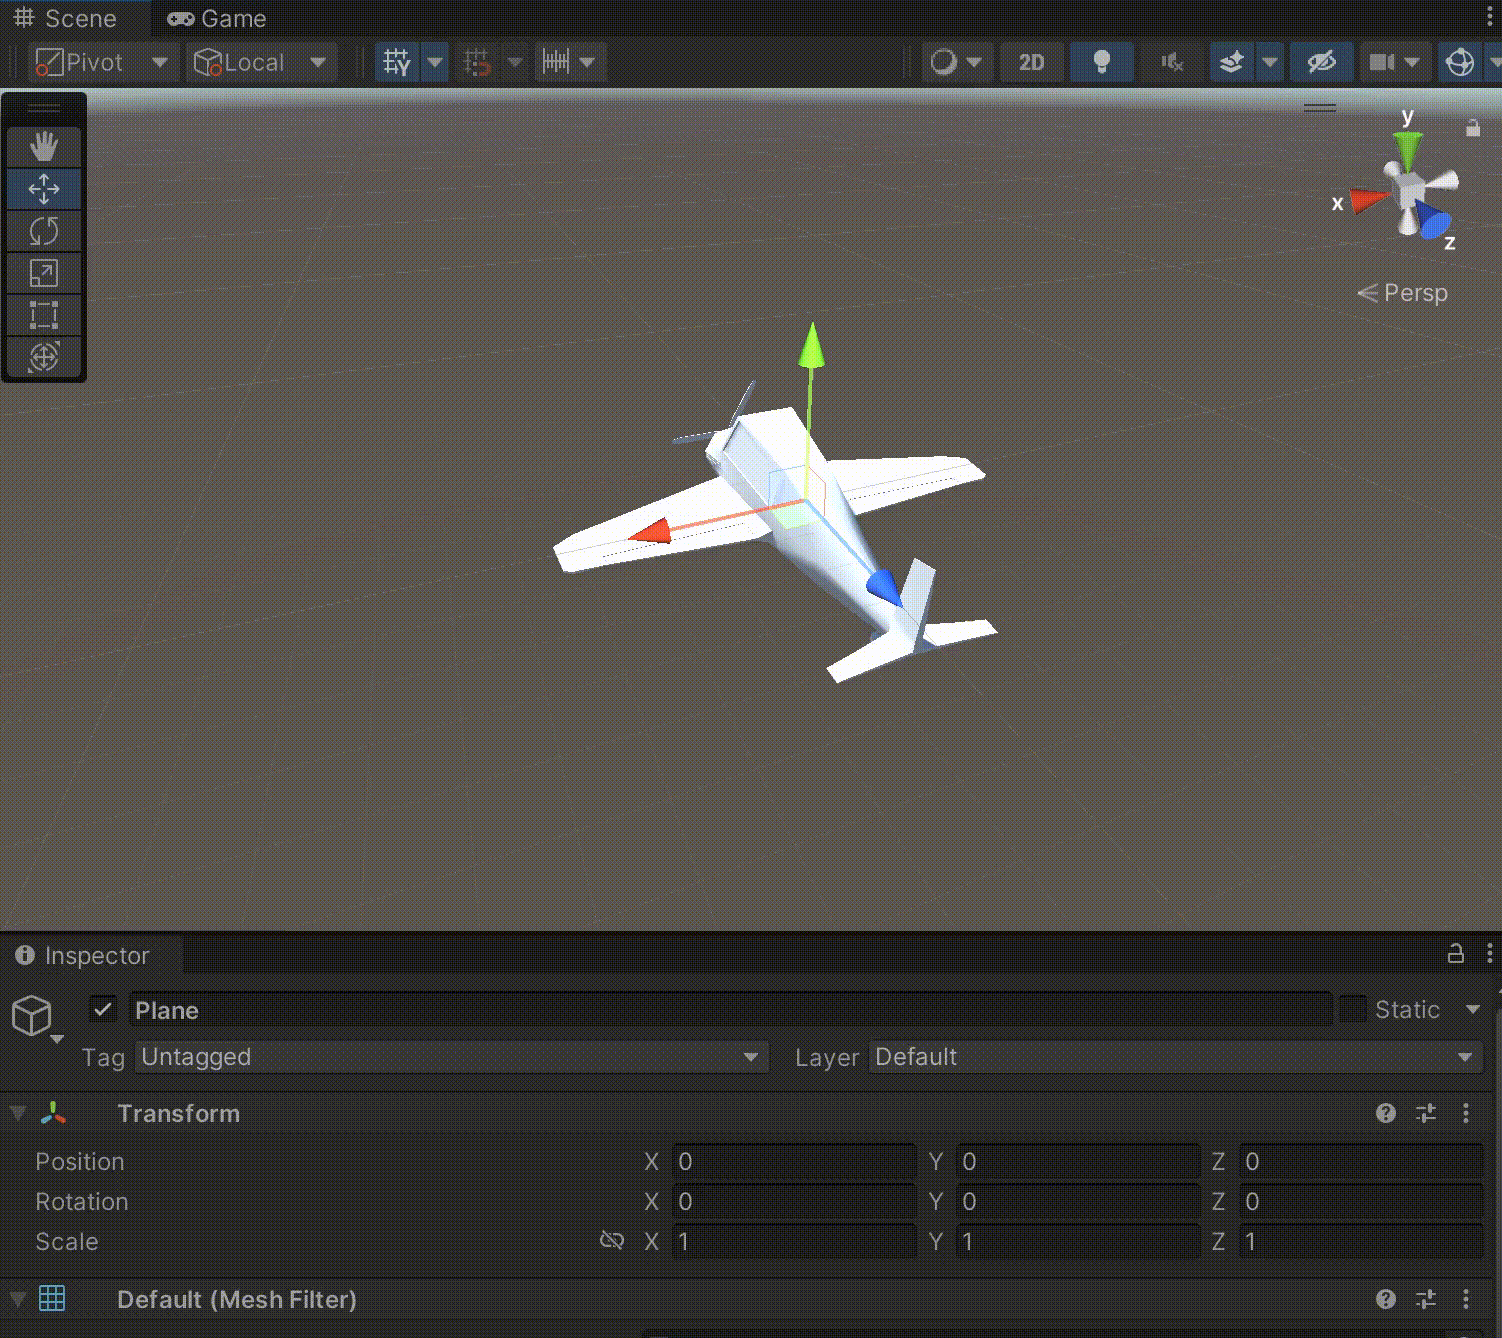 Scene Game
Pivot Local 2D
y
x
z
Persp
Inspector
Plane Static
Tag Untagged Layer Default
Transform
Position X 0 Y 0 Z 0
Rotation X 0 Y 0 Z 0
Scale X 1 Y 1 Z 1
Default (Mesh Filter)